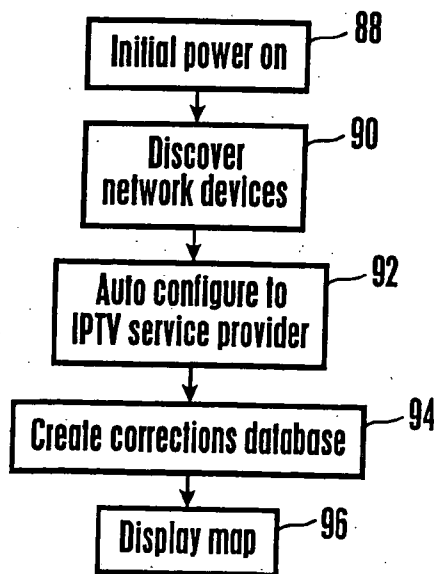 Initial power on
88
Discover
network devices
90
Auto configure to
IPTV service provider
92
Create corrections database
94
Display map
96